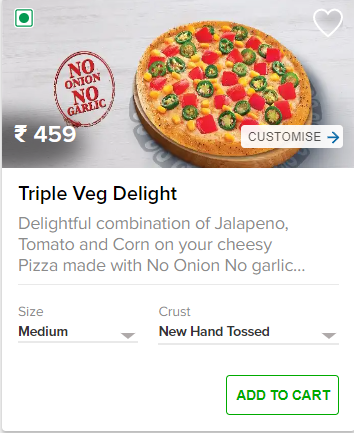 NO
ONION
NO
GARLIC
₹ 459
CUSTOMISE →
Triple Veg Delight
Delightful combination of Jalapeno,
Tomato and Corn on your cheesy
Pizza made with No Onion No garlic...
Size
Crust
Medium
New Hand Tossed
ADD TO CART